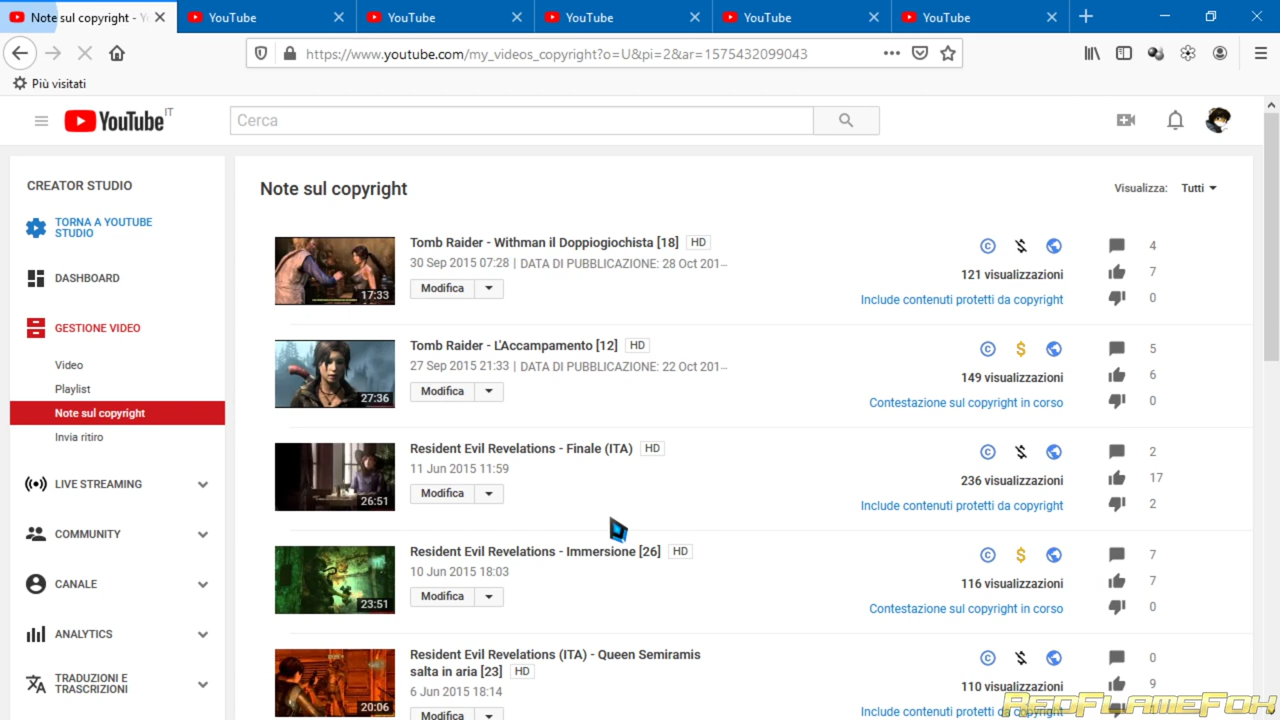 Note sul copyright - Yo
YouTube
YouTube
YouTube
YouTube
YouTube
https://www.youtube.com/my_videos_copyright?o=U&pi=2&ar=1575432099043
Più visitati
YouTube IT
Cerca
CREATOR STUDIO
TORNA A YOUTUBE
STUDIO
DASHBOARD
GESTIONE VIDEO
Video
Playlist
Note sul copyright
Invia ritiro
LIVE STREAMING
COMMUNITY
CANALE
ANALYTICS
TRADUZIONI E
TRASCRIZIONI
Note sul copyright
Visualizza: Tutti
17:33
Tomb Raider - Withman il Doppiogiochista [18] HD
30 Sep 2015 07:28 | DATA DI PUBBLICAZIONE: 28 Oct 201...
Modifica
121 visualizzazioni
Include contenuti protetti da copyright
4
7
0
27:36
Tomb Raider - L'Accampamento [12] HD
27 Sep 2015 21:33 | DATA DI PUBBLICAZIONE: 22 Oct 201...
Modifica
149 visualizzazioni
Contestazione sul copyright in corso
5
6
0
26:51
Resident Evil Revelations - Finale (ITA) HD
11 Jun 2015 11:59
Modifica
236 visualizzazioni
Include contenuti protetti da copyright
2
17
2
23:51
Resident Evil Revelations - Immersione [26] HD
10 Jun 2015 18:03
Modifica
116 visualizzazioni
Contestazione sul copyright in corso
7
7
0
20:06
Resident Evil Revelations (ITA) - Queen Semiramis
salta in aria [23] HD
6 Jun 2015 18:14
Modifica
110 visualizzazioni
Include contenuti protetti da copyright
0
9
RedFlameFox